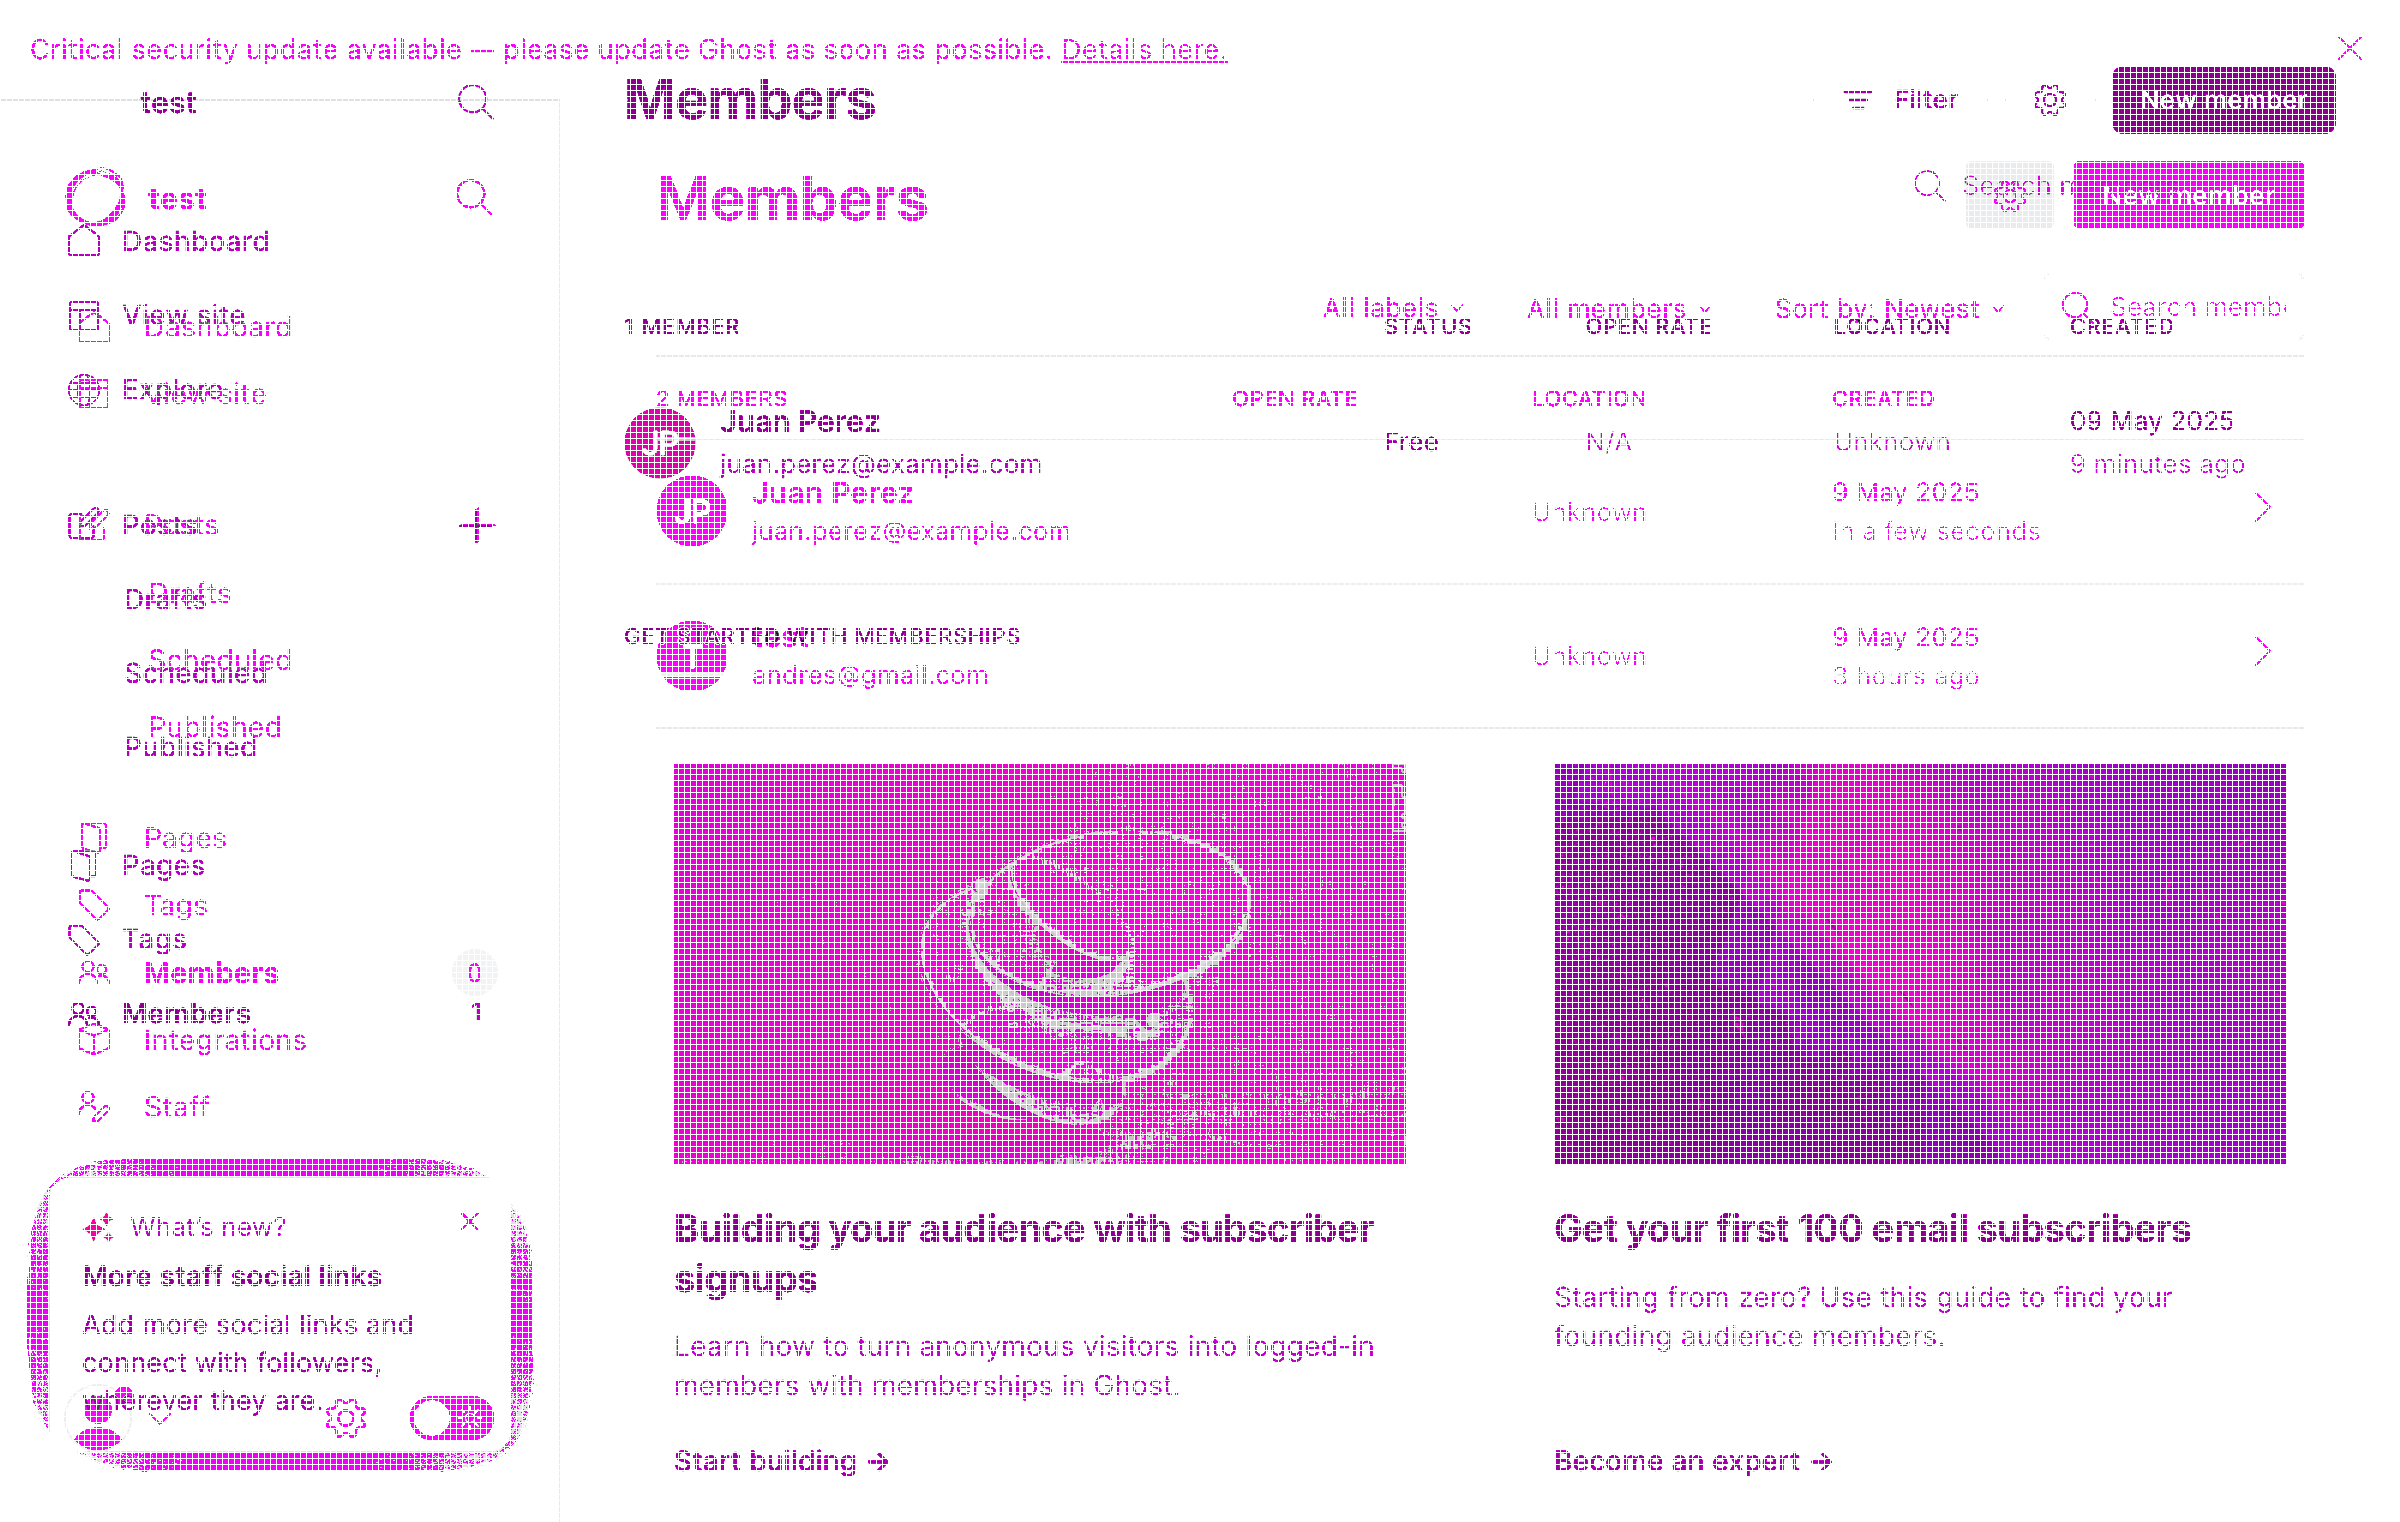 Critical security update available — please update Ghost as soon as possible. Details here.
test
Members
Filter
New member
test
Members
Search m
New member
Dashboard
View site
Dashboard
All labels
All members
Sort by: Newest
Search membe
1 MEMBER
STATUS
OPEN RATE
LOCATION
CREATED
Explore
View site
2 MEMBERS
OPEN RATE
LOCATION
CREATED
JP
Juan Perez
juan.perez@example.com
Free
N/A
Unknown
09 May 2025
9 minutes ago
JP
Juan Perez
juan.perez@example.com
Unknown
9 May 2025
In a few seconds
Posts
Posts
Drafts
Drafts
GET STARTED WITH MEMBERSHIPS
T
test
andres@gmail.com
Unknown
9 May 2025
3 hours ago
Scheduled
Scheduled
Published
Published
Pages
Pages
Tags
Tags
Members
0
Members
1
Integrations
Staff
What's new?
More staff social links
Add more social links and
connect with followers,
wherever they are.
Building your audience with subscriber
signups
Learn how to turn anonymous visitors into logged-in
members with memberships in Ghost.
Start building →
Get your first 100 email subscribers
Starting from zero? Use this guide to find your
founding audience members.
Become an expert →